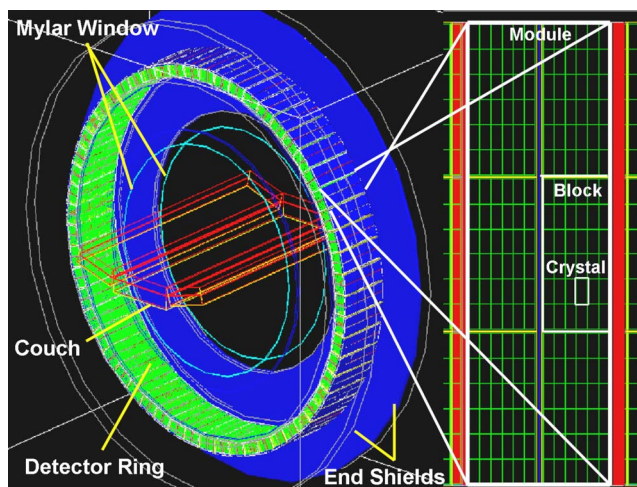 Mylar Window
Module
Block
Crystal
Couch
Detector Ring
End Shields